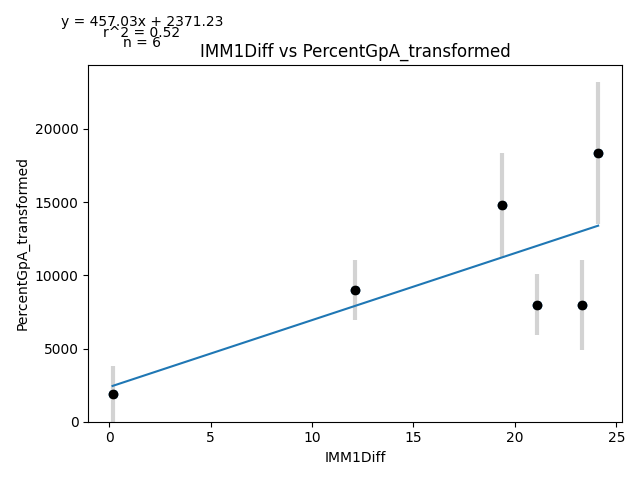 y = 457.03x + 2371.23
r^2 = 0.52
n = 6
IMM1Diff vs PercentGpA_transformed
PercentGpA_transformed
20000
15000
10000
5000
0
0 5 10 15 20 25
IMM1Diff